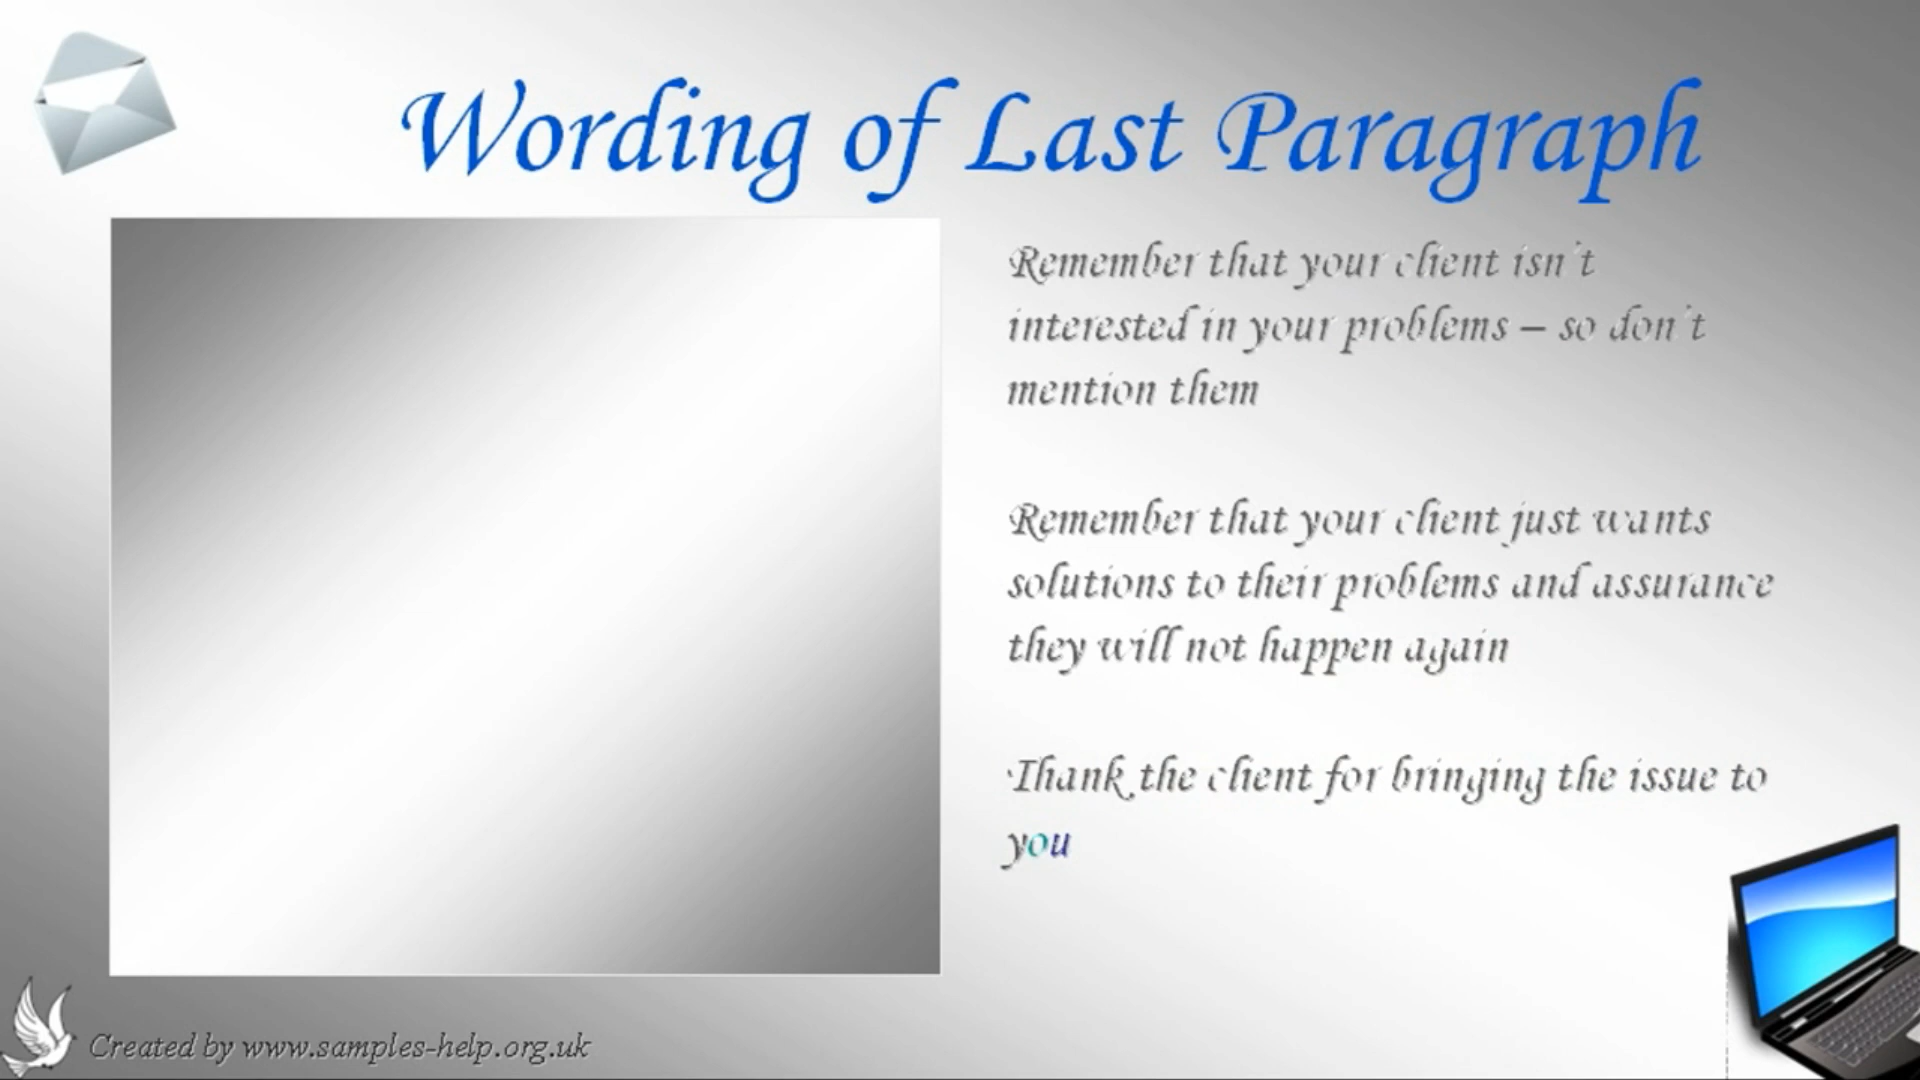 Wording of Last Paragraph
Remember that your client isn't
interested in your problems – so don't
mention them
Remember that your client just wants
solutions to their problems and assurance
they will not happen again
Thank the client for bringing the issue to
you
Created by www.samples-help.org.uk